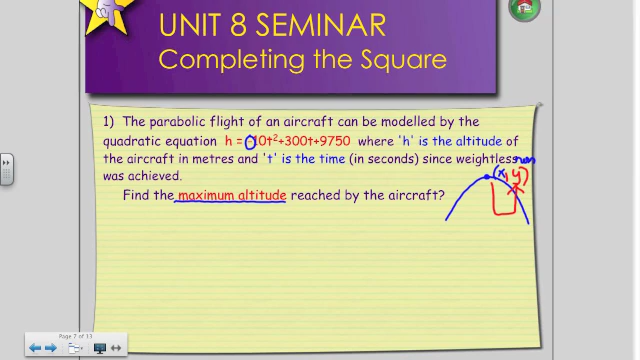 UNIT 8 SEMINAR
Completing the Square
1) The parabolic flight of an aircraft can be modelled by the
quadratic equation h = -10t²+300t+9750 where 'h' is the altitude of
the aircraft in metres and 't' is the time (in seconds) since weightlessness
was achieved.
(x, y)
Find the maximum altitude reached by the aircraft?
Page 7 of 13